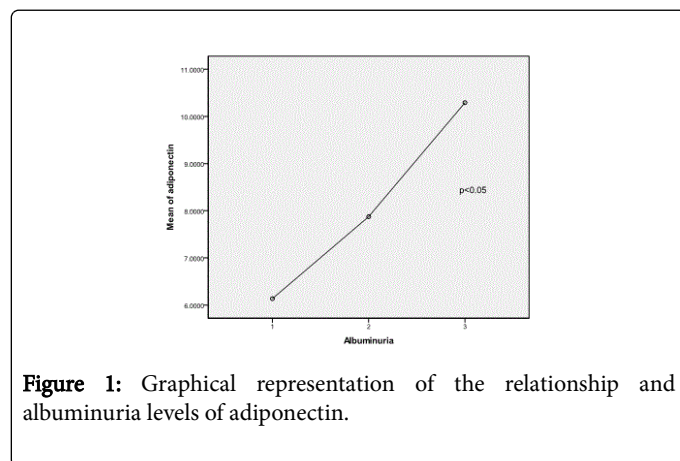 11.0000
10.0000
9.0000
8.0000
7.0000
6.0000
Mean of adiponectin
p<0.05
1 2 3
Albuminuria
Figure 1: Graphical representation of the relationship and
albuminuria levels of adiponectin.